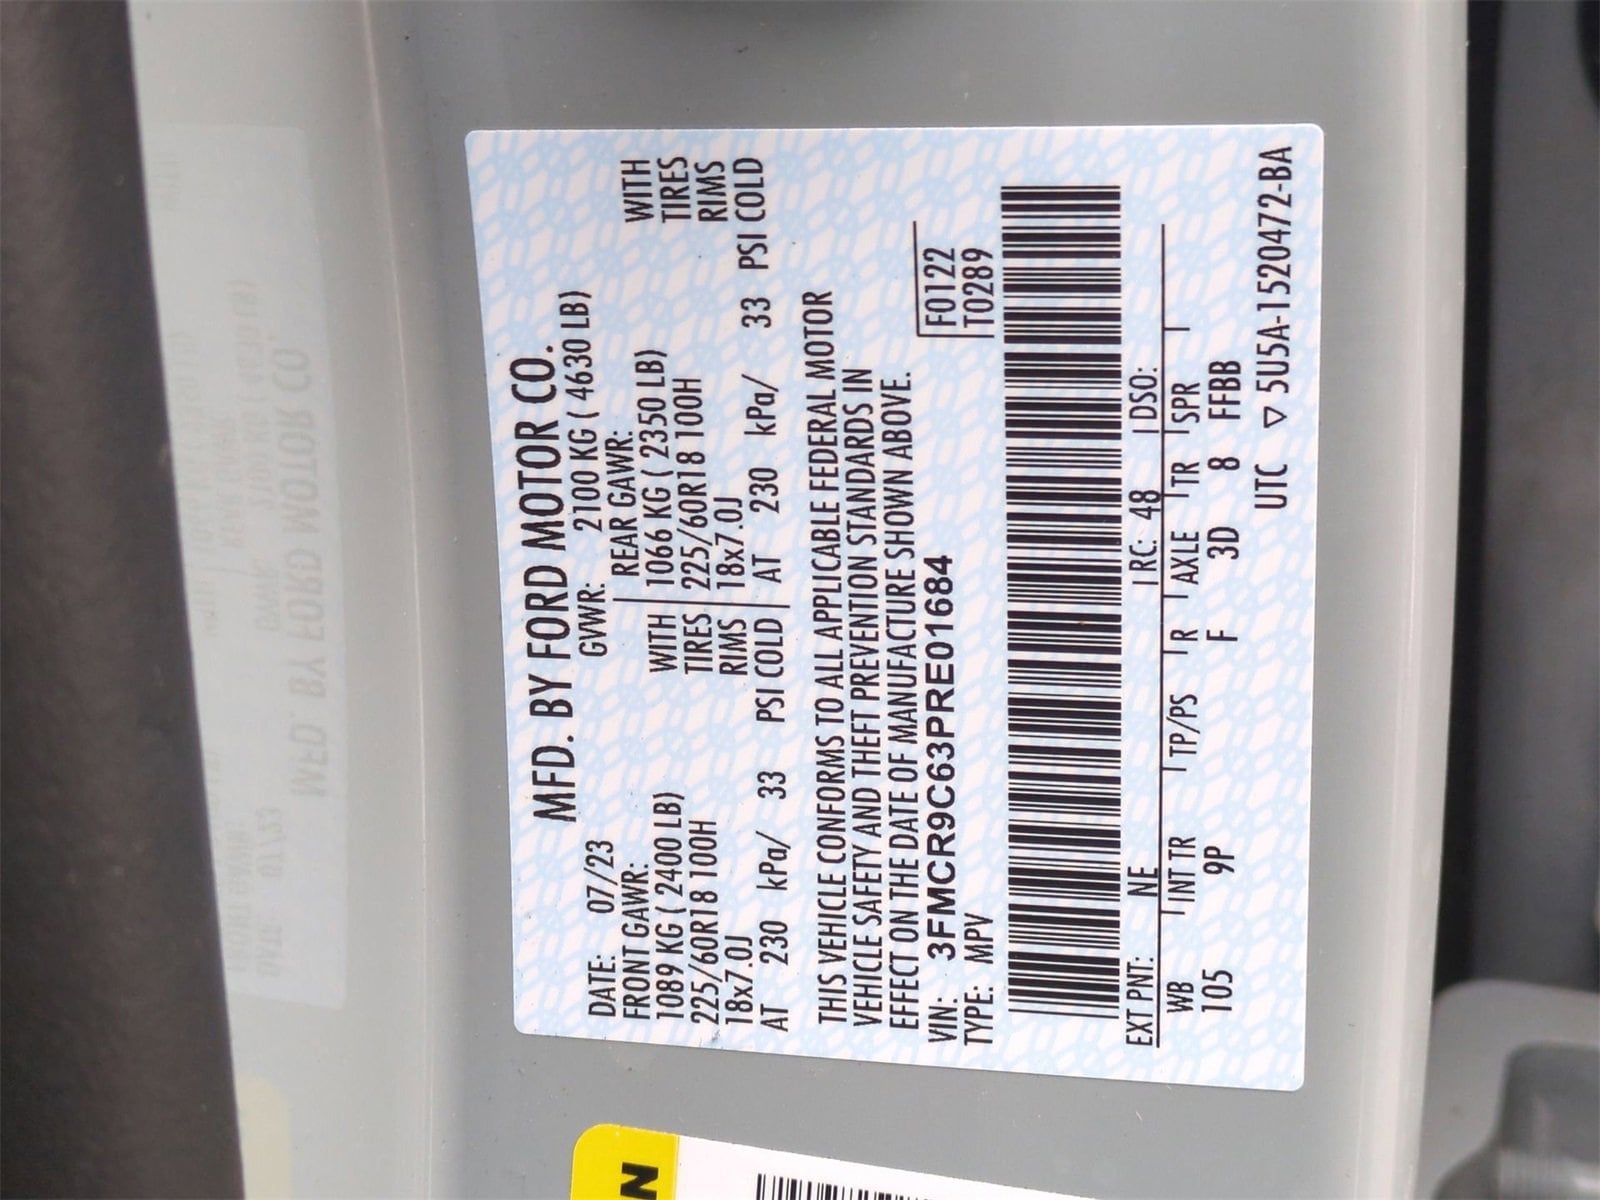 MFD. BY FORD MOTOR CO.
DATE: 07/23 GVWR: 2100 KG ( 4630 LB)
FRONT GAWR: REAR GAWR:
1089 KG ( 2400 LB) WITH 1066 KG ( 2350 LB) WITH
225/60R18 100H TIRES 225/60R18 100H TIRES
18x7.0J RIMS 18x7.0J RIMS
AT 230 kPa/ 33 PSI COLD AT 230 kPa/ 33 PSI COLD
THIS VEHICLE CONFORMS TO ALL APPLICABLE FEDERAL MOTOR
VEHICLE SAFETY AND THEFT PREVENTION STANDARDS IN
EFFECT ON THE DATE OF MANUFACTURE SHOWN ABOVE.
VIN: 3FMCR9C63PRE01684 F0122
TYPE: MPV T0289
EXT PNT: NE RC: 48 DSO:
WB INT TR TP/PS R AXLE TR SPR
105 9P F 3D 8 FFBB
UTC ▽ 5U5A-1520472-BA
N